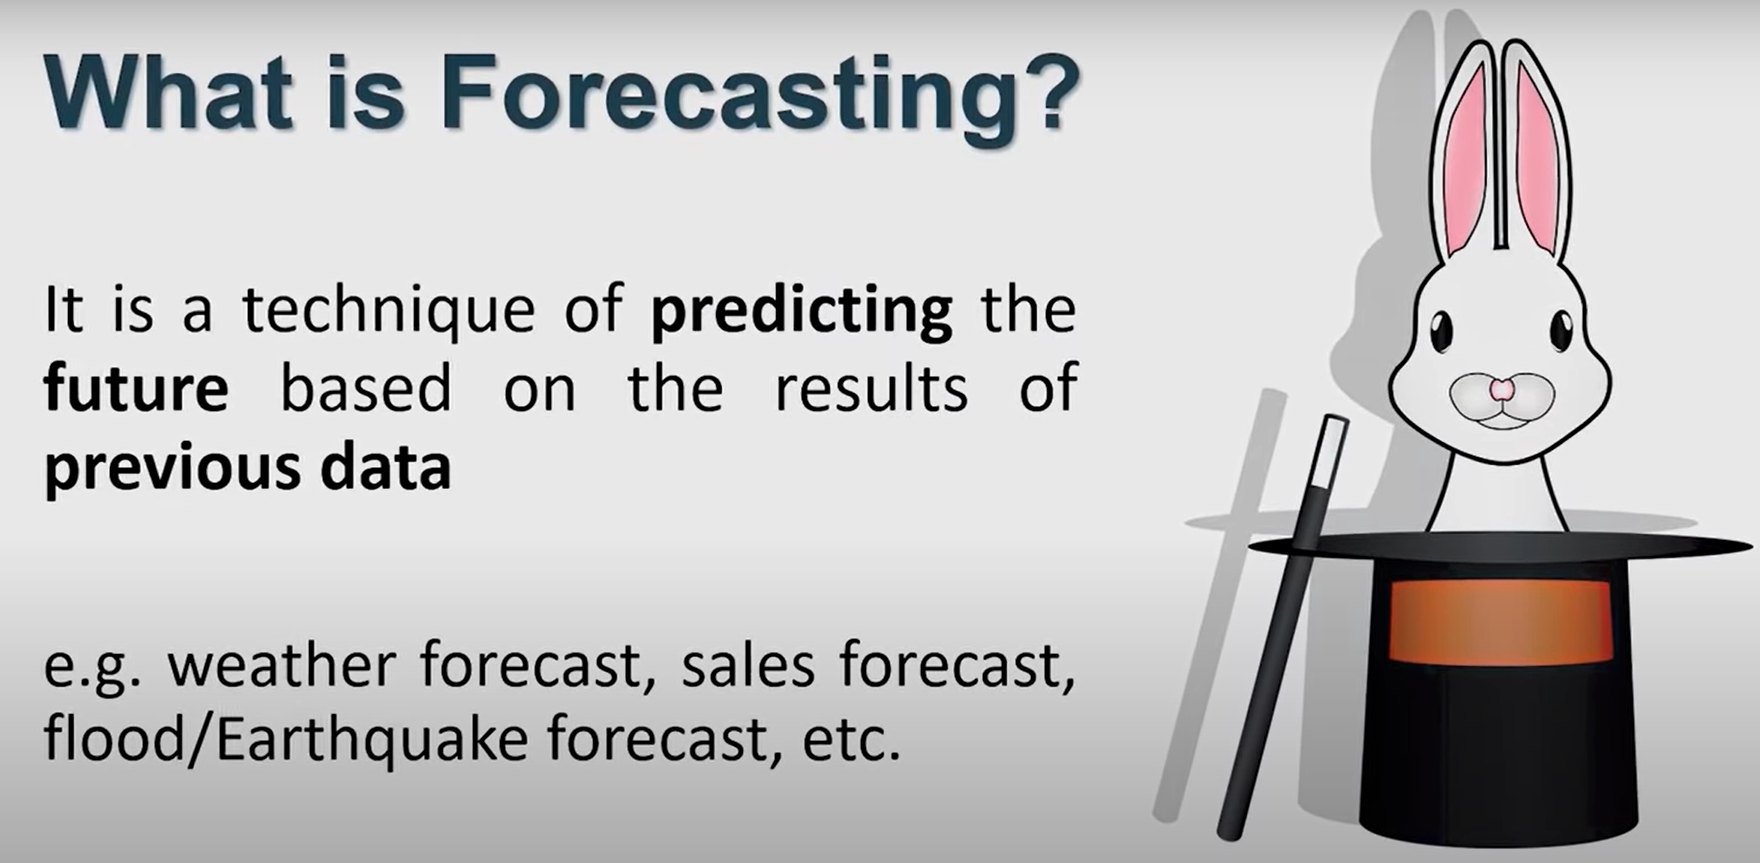 What is Forecasting?
It is a technique of predicting the
future based on the results of
previous data
e.g. weather forecast, sales forecast,
flood/Earthquake forecast, etc.